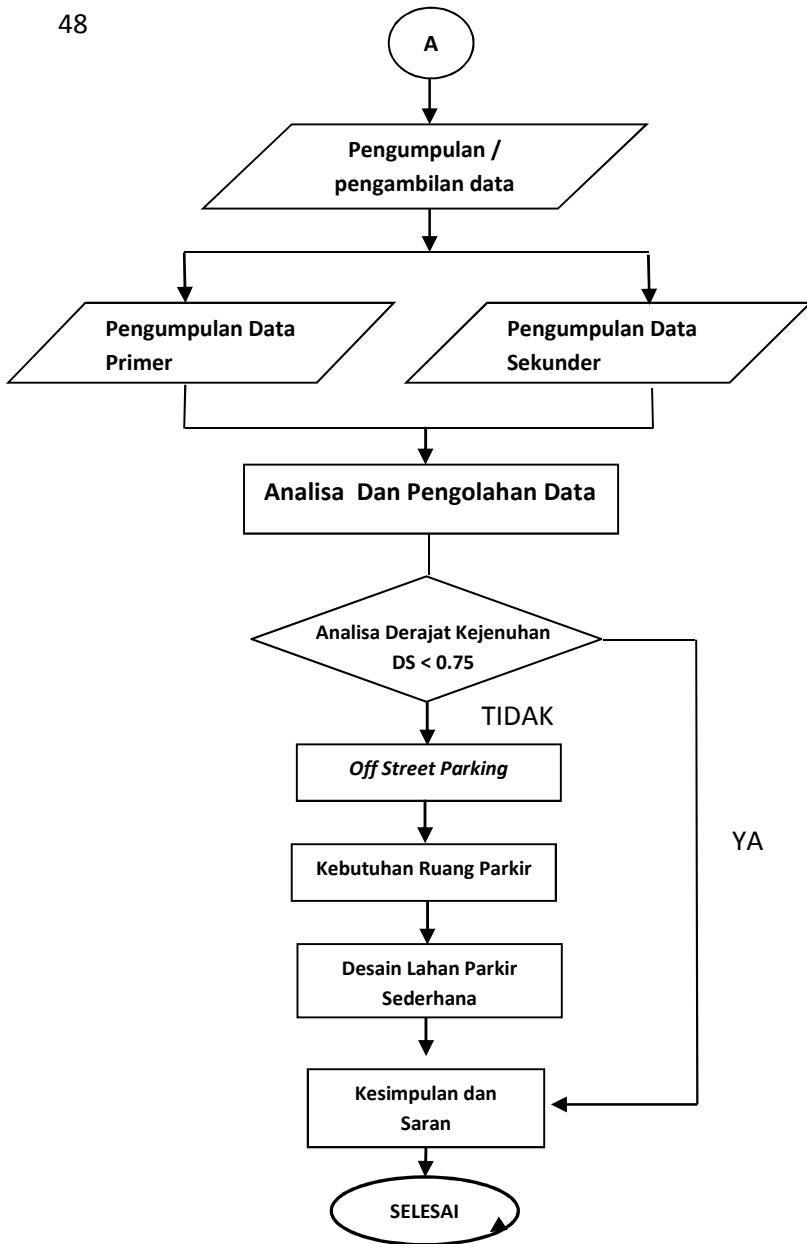 48
A
Pengumpulan /
pengambilan data
Pengumpulan Data
Primer
Pengumpulan Data
Sekunder
Analisa Dan Pengolahan Data
Analisa Derajat Kejenuhan
DS < 0.75
TIDAK
Off Street Parking
YA
Kebutuhan Ruang Parkir
Desain Lahan Parkir
Sederhana
Kesimpulan dan
Saran
SELESAI